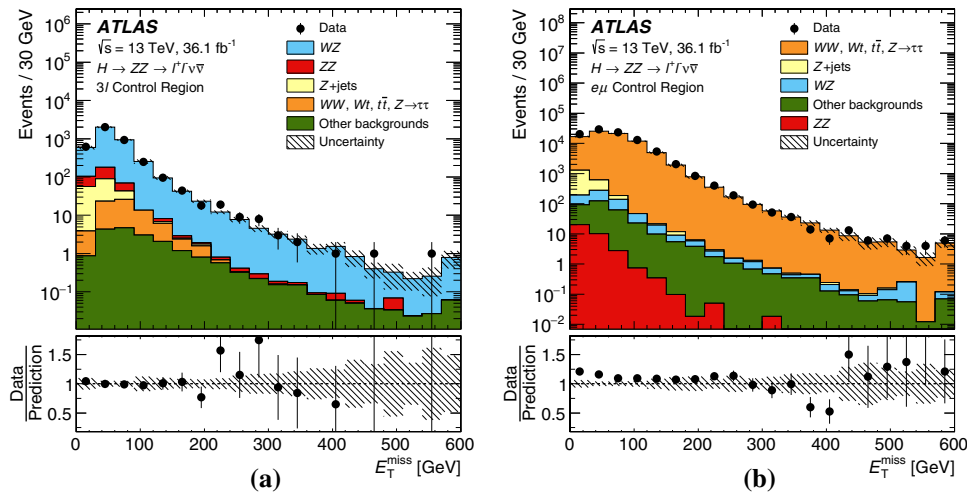 ATLAS
√s = 13 TeV, 36.1 fb⁻¹
H → ZZ → l⁺l⁻νν̄
3l Control Region
Data
WZ
ZZ
Z+jets
WW, Wt, tt̄, Z→ττ
Other backgrounds
Uncertainty
Events / 30 GeV
10⁶
10⁵
10⁴
10³
10²
10
1
10⁻¹
Data
Prediction
1.5
1
0.5
0 100 200 300 400 500 600
E_T^miss [GeV]
(a)
ATLAS
√s = 13 TeV, 36.1 fb⁻¹
H → ZZ → l⁺l⁻νν̄
eμ Control Region
Data
WW, Wt, tt̄, Z→ττ
Z+jets
WZ
Other backgrounds
ZZ
Uncertainty
Events / 30 GeV
10⁸
10⁷
10⁶
10⁵
10⁴
10³
10²
10
1
10⁻¹
10⁻²
Data
Prediction
1.5
1
0.5
0 100 200 300 400 500 600
E_T^miss [GeV]
(b)